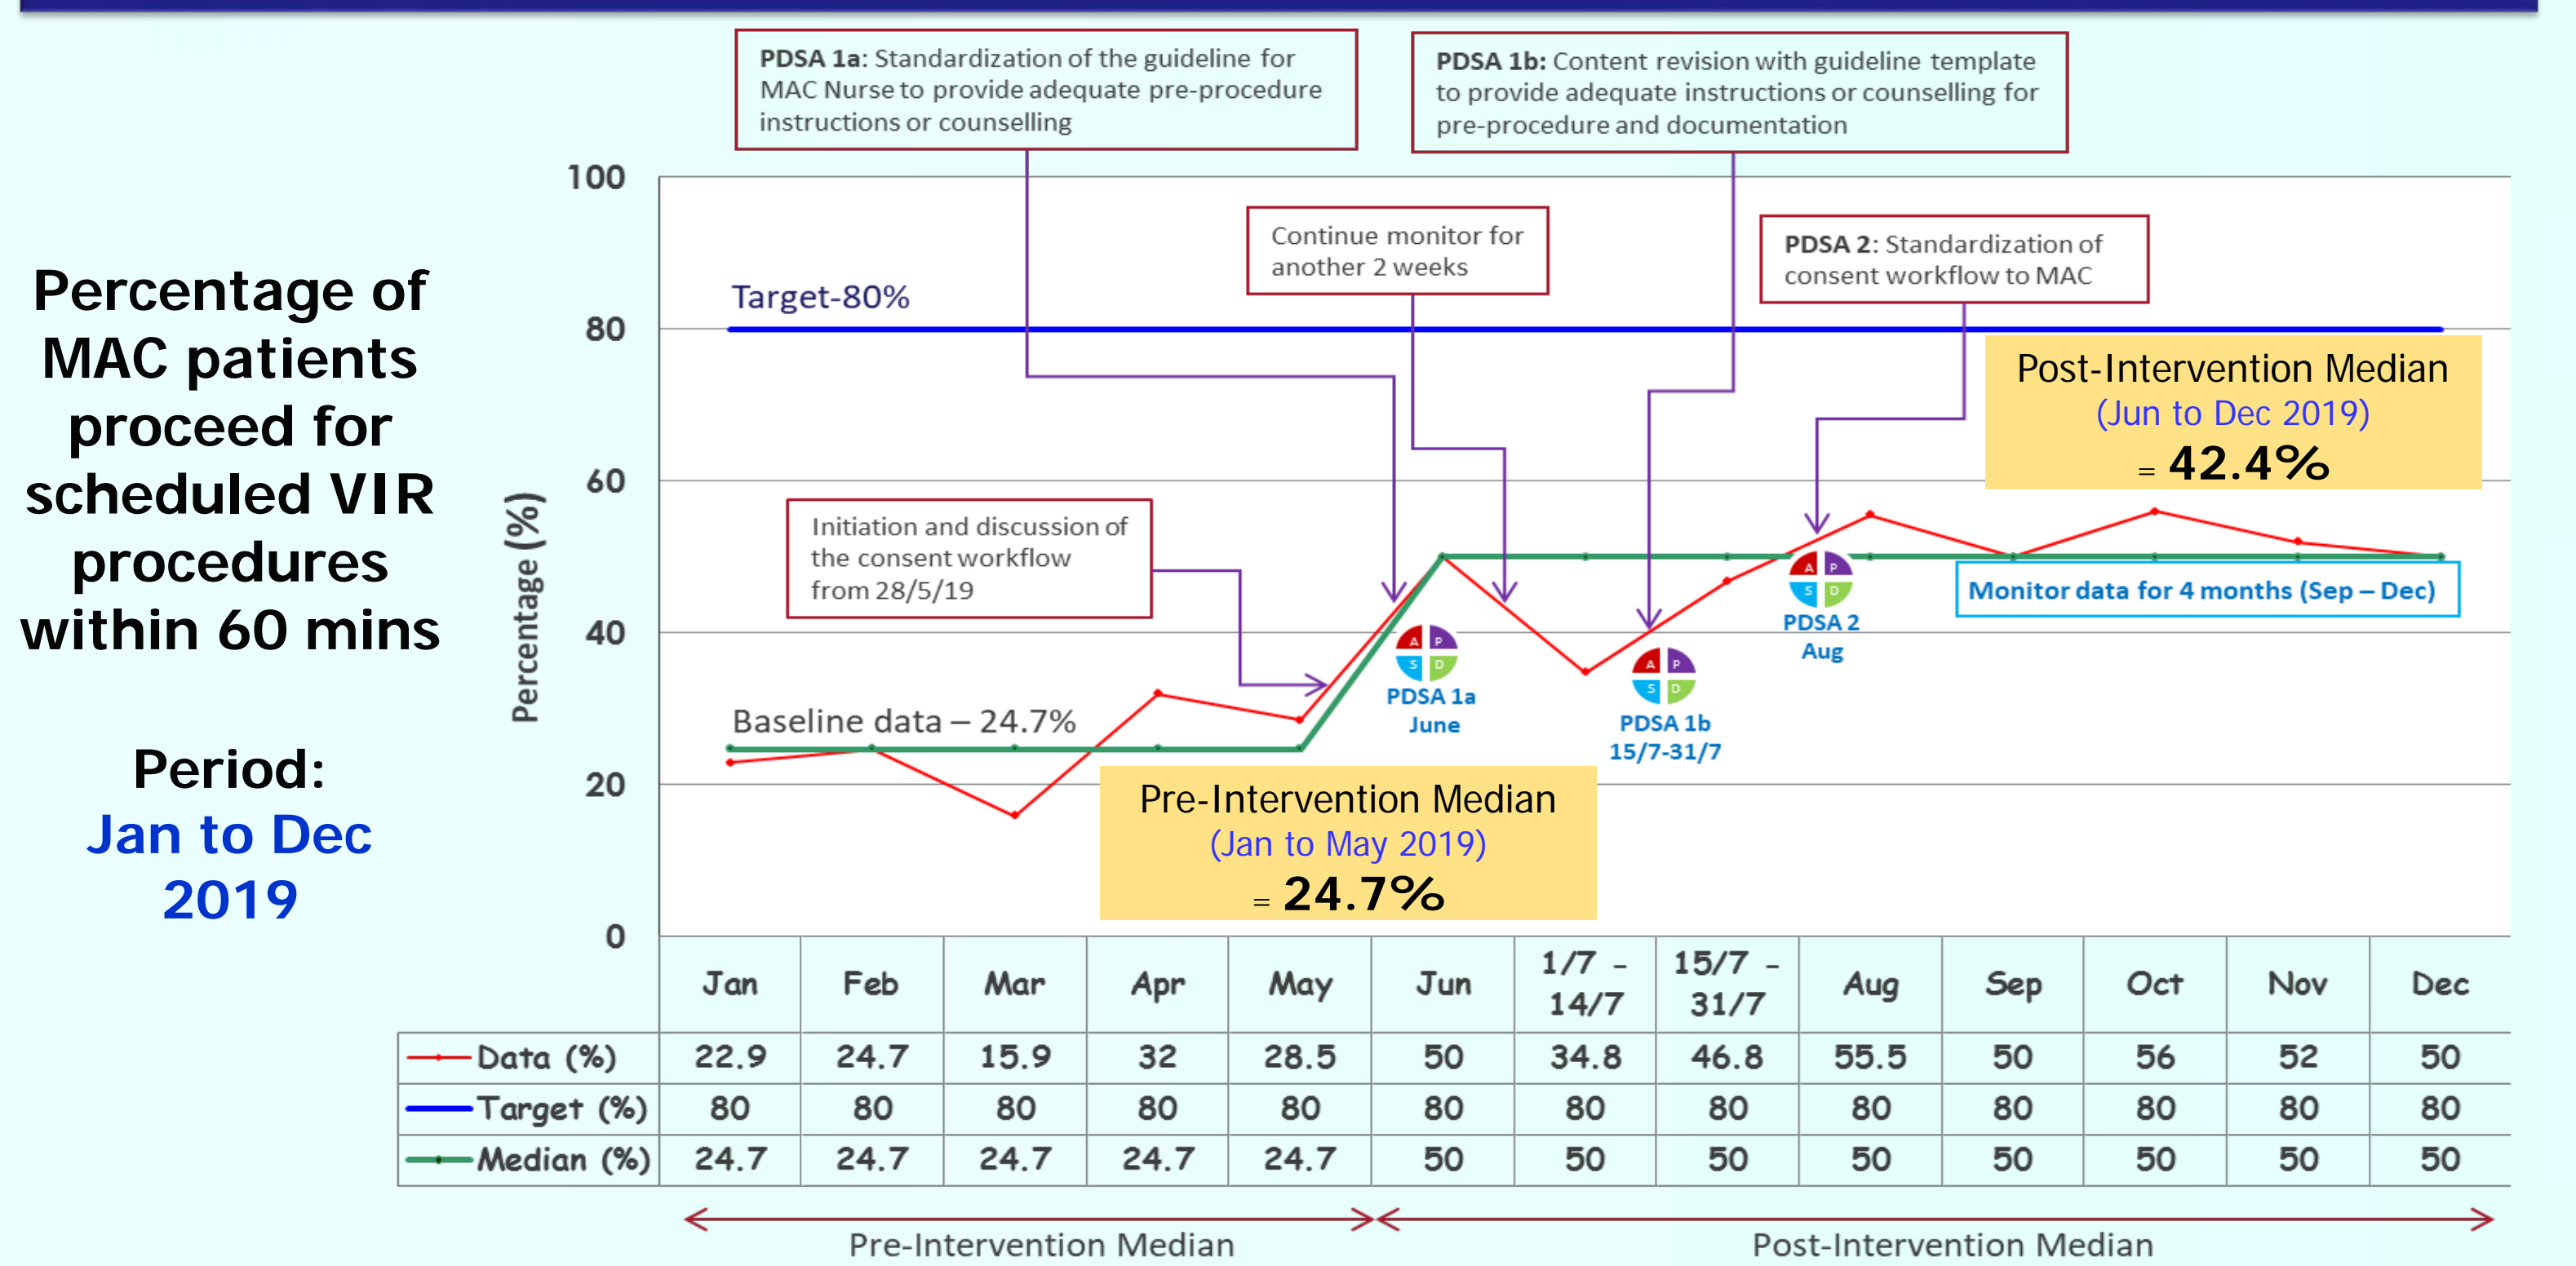 PDSA 1a: Standardization of the guideline for
MAC Nurse to provide adequate pre-procedure
instructions or counselling
PDSA 1b: Content revision with guideline template
to provide adequate instructions or counselling for
pre-procedure and documentation
Continue monitor for
another 2 weeks
PDSA 2: Standardization of
consent workflow to MAC
Percentage of
MAC patients
proceed for
scheduled VIR
procedures
within 60 mins
Period:
Jan to Dec
2019
Percentage (%)
100
80
60
40
20
0
Target-80%
Post-Intervention Median
(Jun to Dec 2019)
= 42.4%
Initiation and discussion of
the consent workflow
from 28/5/19
Monitor data for 4 months (Sep – Dec)
A P
S D
PDSA 1a
June
A P
S D
PDSA 1b
15/7-31/7
A P
S D
PDSA 2
Aug
Baseline data – 24.7%
Pre-Intervention Median
(Jan to May 2019)
= 24.7%
Jan Feb Mar Apr May Jun 1/7 - 14/7 15/7 - 31/7 Aug Sep Oct Nov Dec
Data (%) 22.9 24.7 15.9 32 28.5 50 34.8 46.8 55.5 50 56 52 50
Target (%) 80 80 80 80 80 80 80 80 80 80 80 80 80
Median (%) 24.7 24.7 24.7 24.7 24.7 50 50 50 50 50 50 50 50
Pre-Intervention Median
Post-Intervention Median